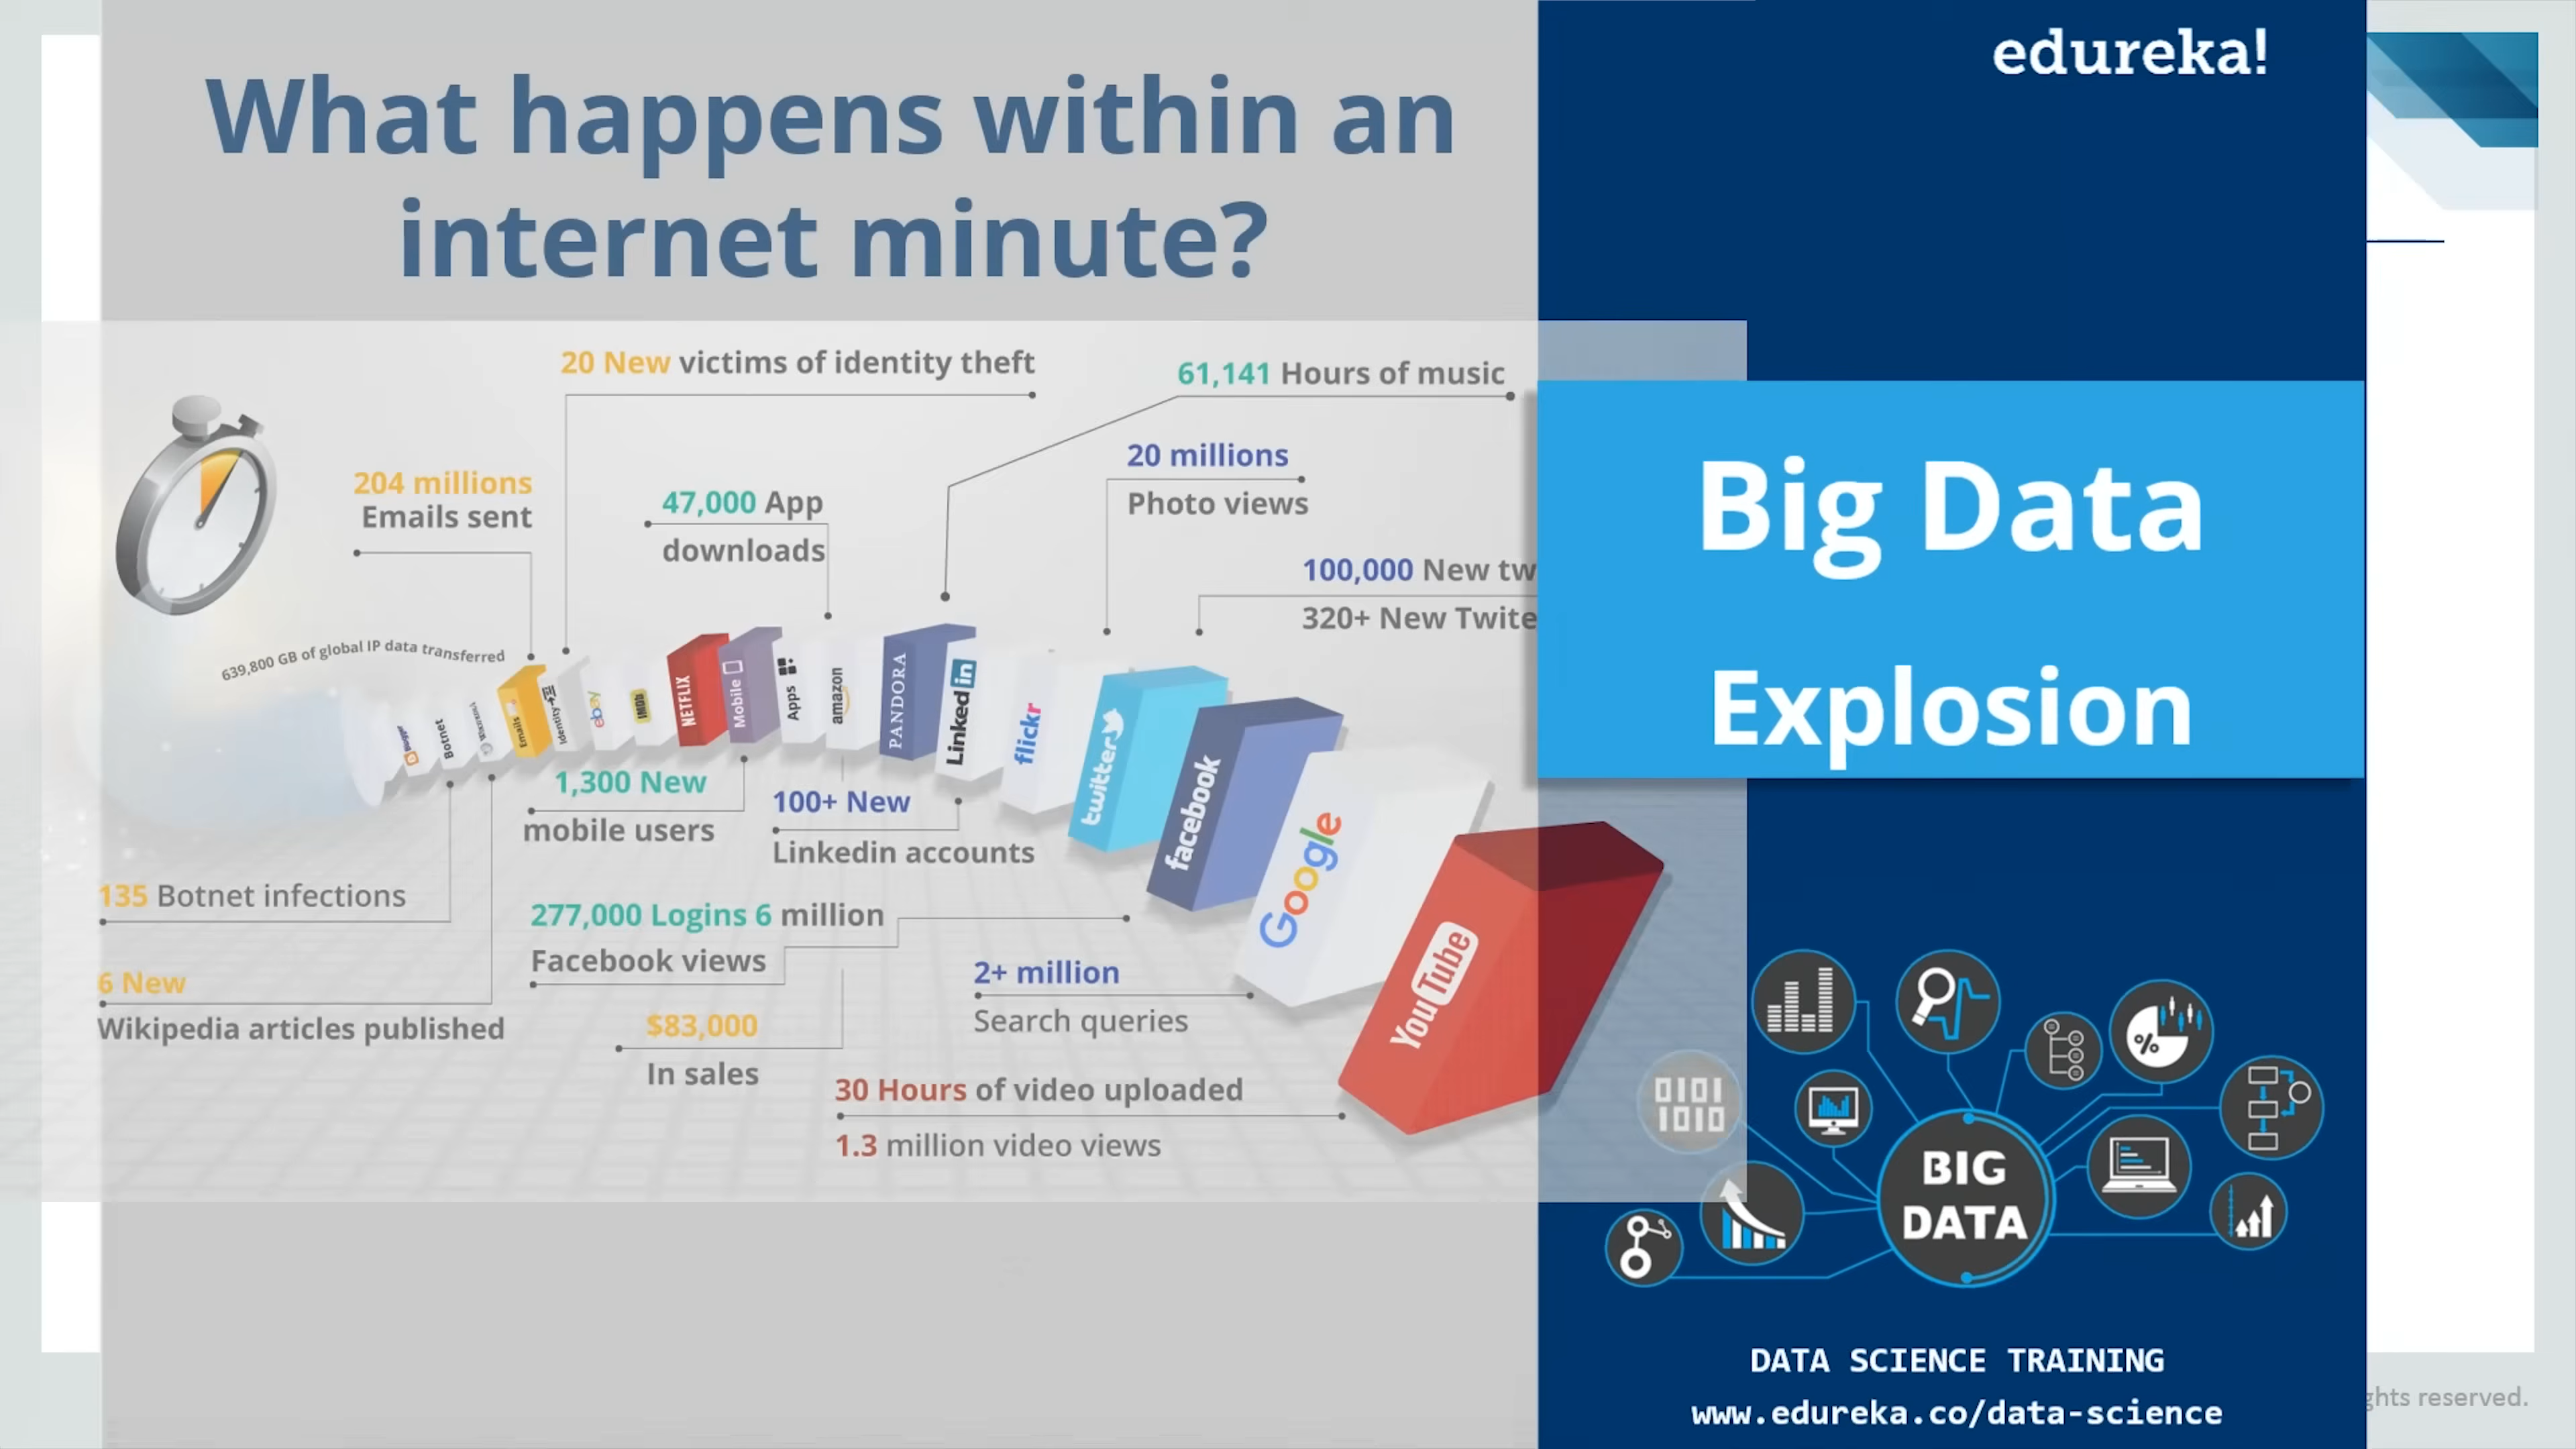 edureka!
What happens within an
internet minute?
20 New victims of identity theft
61,141 Hours of music
204 millions
Emails sent
47,000 App
downloads
20 millions
Photo views
100,000 New tw
320+ New Twite
Big Data
Explosion
639,800 GB of global IP data transferred
Blogger
Botnet
Emails
Identity
ebay
IMDb
NETFLIX
Mobile
Apps
amazon
PANDORA
Linkedin
flickr
twitter
facebook
Google
YouTube
1,300 New
mobile users
100+ New
Linkedin accounts
135 Botnet infections
277,000 Logins 6 million
Facebook views
6 New
Wikipedia articles published
2+ million
Search queries
$83,000
In sales
30 Hours of video uploaded
1.3 million video views
0101
1010
%
BIG
DATA
DATA SCIENCE TRAINING
www.edureka.co/data-science
ghts reserved.